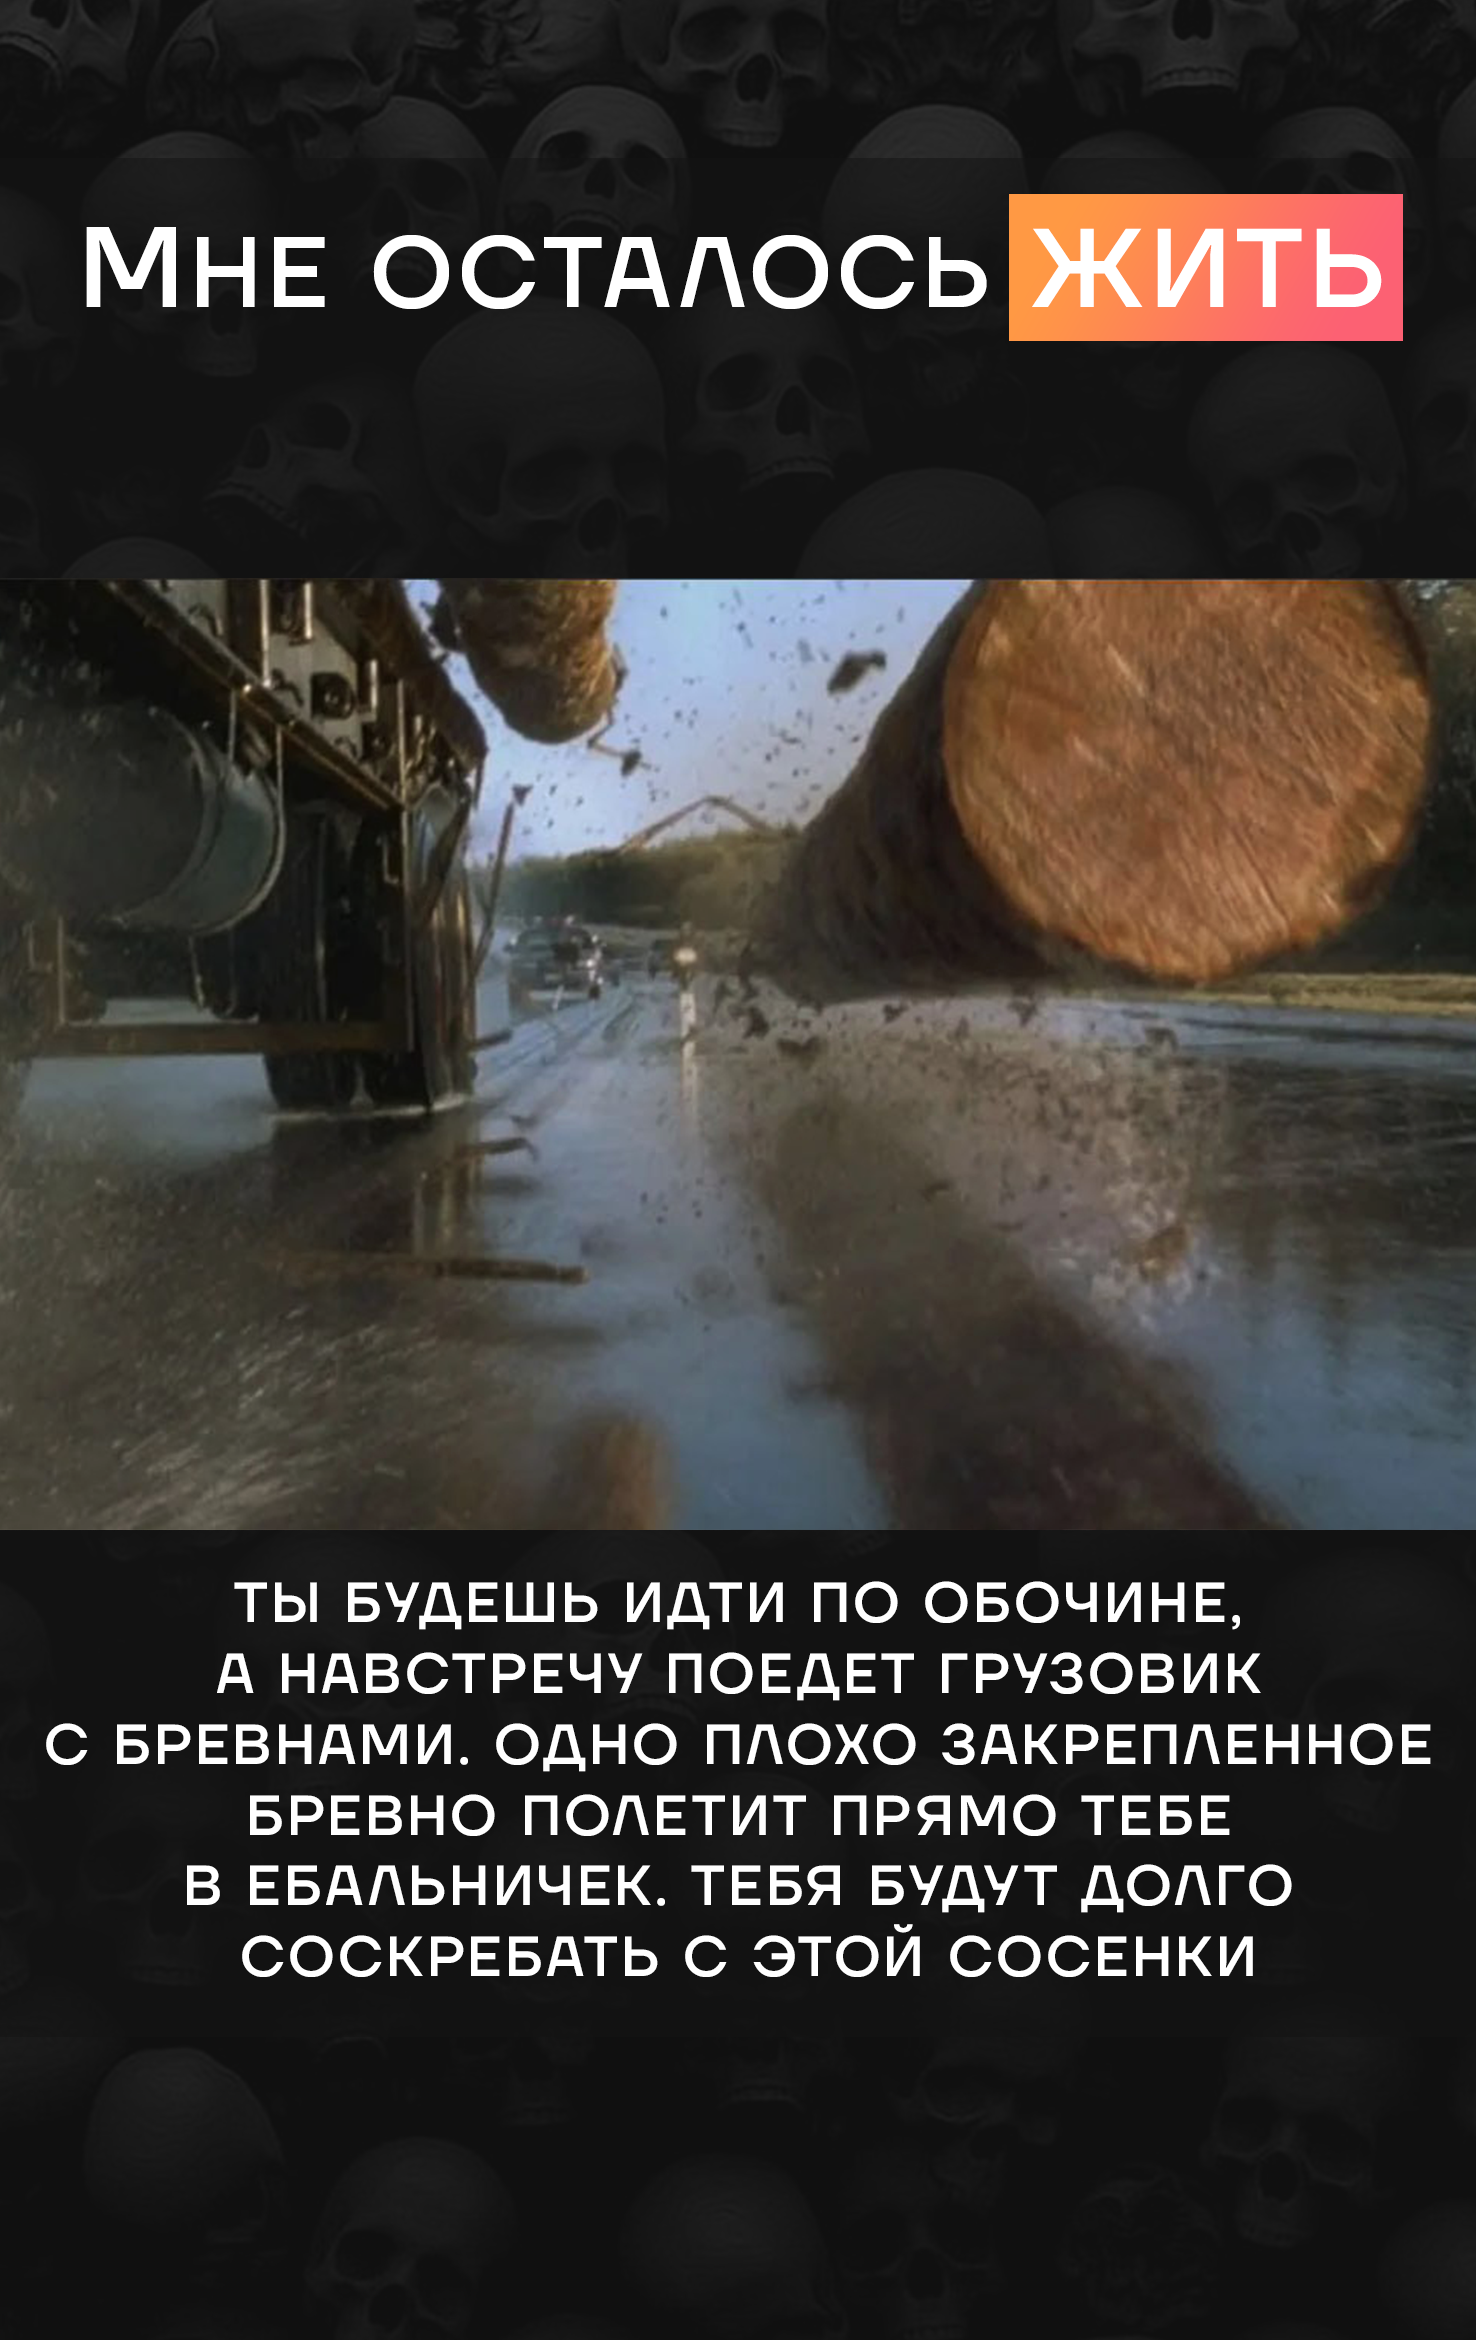 Мне осталось жить
ТЫ БУДЕШЬ ИДТИ ПО ОБОЧИНЕ,
А НАВСТРЕЧУ ПОЕДЕТ ГРУЗОВИК
С БРЕВНАМИ. ОДНО ПЛОХО ЗАКРЕПЛЕННОЕ
БРЕВНО ПОЛЕТИТ ПРЯМО ТЕБЕ
В ЕБАЛЬНИЧЕК. ТЕБЯ БУДУТ ДОЛГО
СОСКРЕБАТЬ С ЭТОЙ СОСЕНКИ